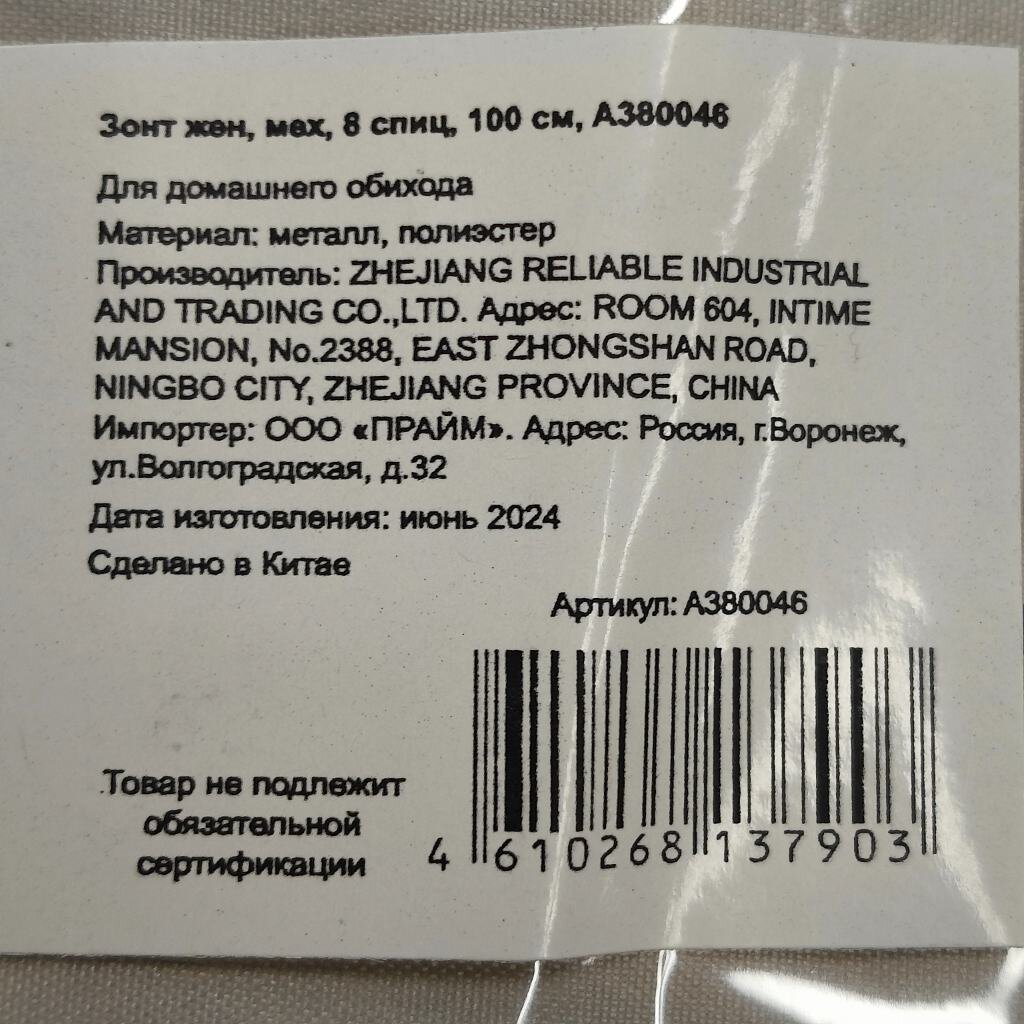 Зонт жен, мех, 8 спиц, 100 см, А380046
Для домашнего обихода
Материал: металл, полиэстер
Производитель: ZHEJIANG RELIABLE INDUSTRIAL
AND TRADING CO.,LTD. Адрес: ROOM 604, INTIME
MANSION, No.2388, EAST ZHONGSHAN ROAD,
NINGBO CITY, ZHEJIANG PROVINCE, CHINA
Импортер: ООО «ПРАЙМ». Адрес: Россия, г.Воронеж,
ул.Волгоградская, д.32
Дата изготовления: июнь 2024
Сделано в Китае
Артикул: А380046
Товар не подлежит
обязательной
сертификации
4 610268 137903